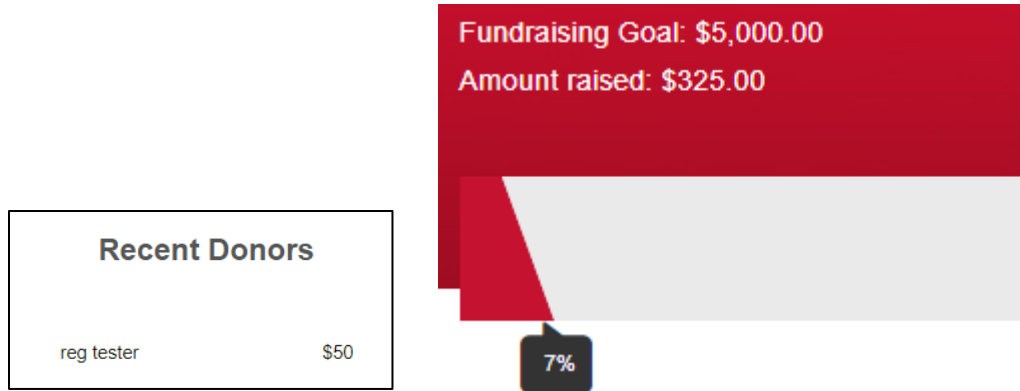 Fundraising Goal: $5,000.00
Amount raised: $325.00
7%
Recent Donors
reg tester $50